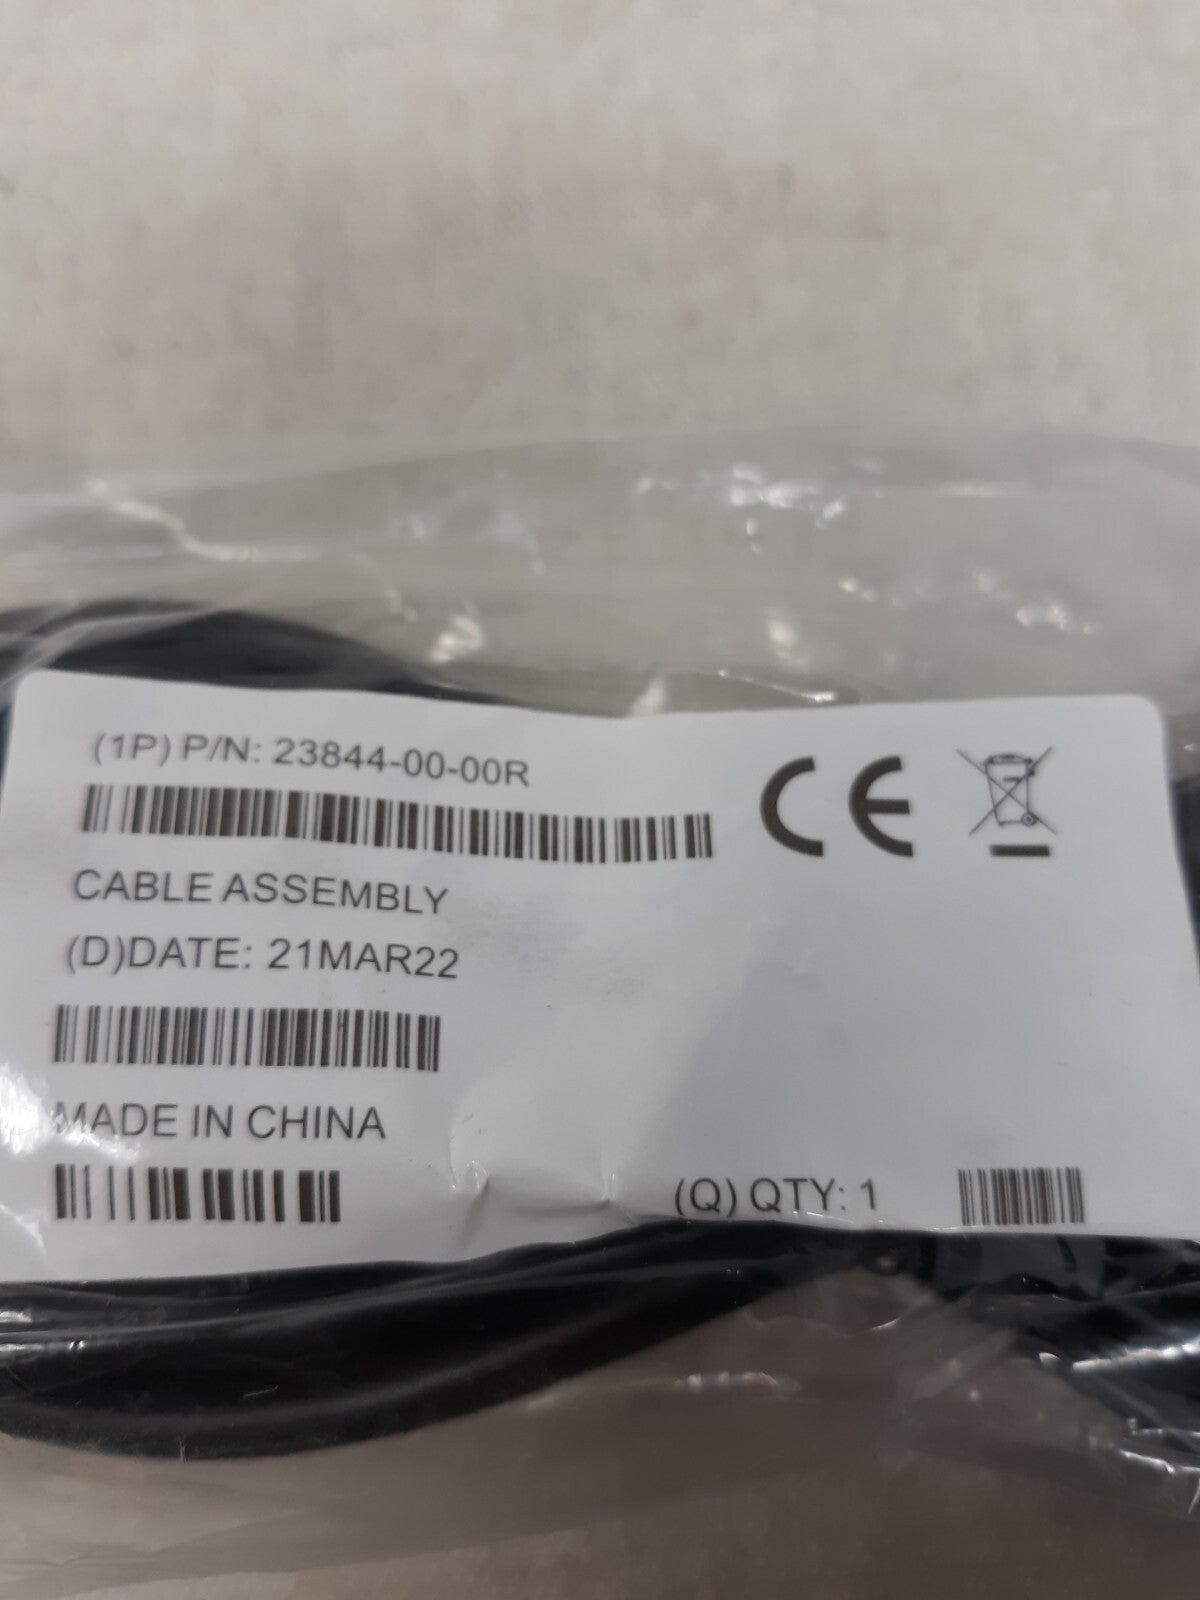 (1P) P/N: 23844-00-00R
CE
CABLE ASSEMBLY
(D)DATE: 21MAR22
MADE IN CHINA
(Q) QTY: 1